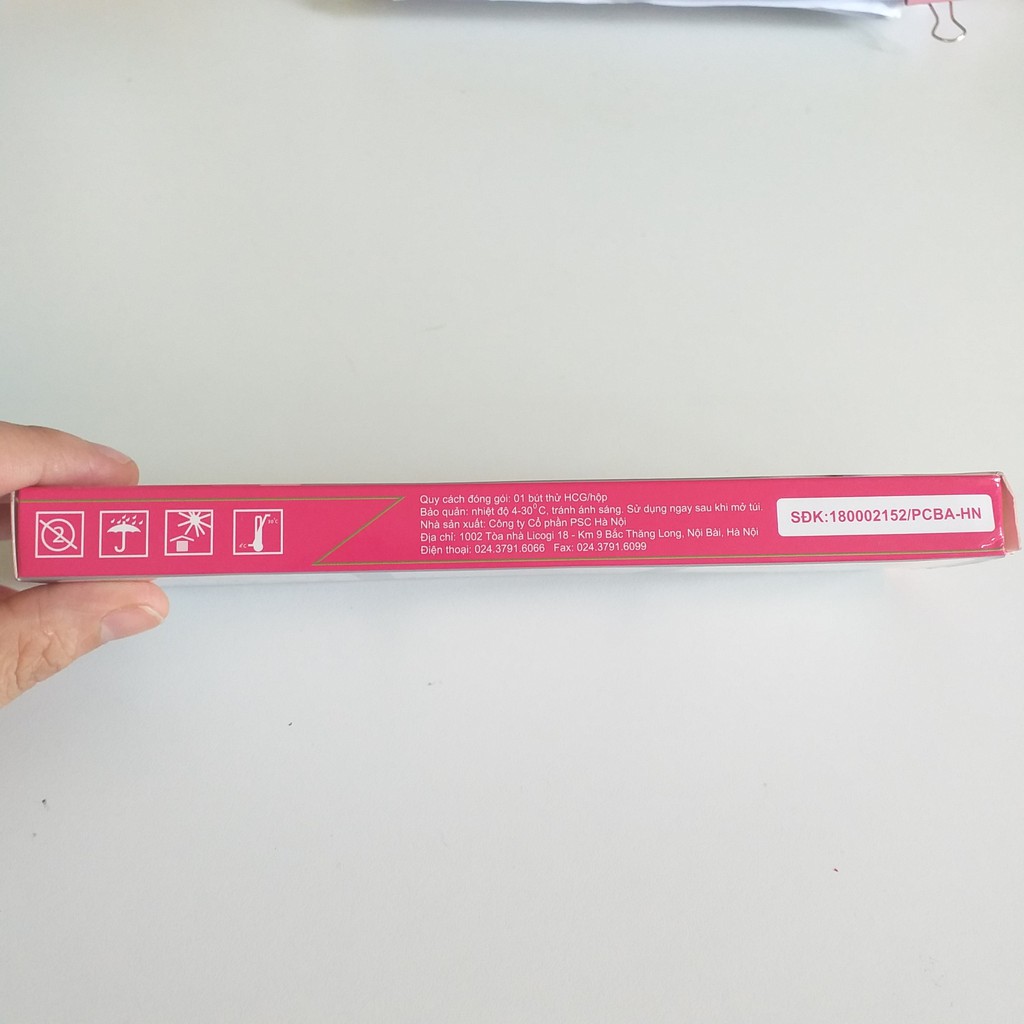 2
30°C
4°C
Quy cách đóng gói: 01 bút thử HCG/hộp
Bảo quản: nhiệt độ 4-30°C, tránh ánh sáng. Sử dụng ngay sau khi mở túi.
Nhà sản xuất: Công ty Cổ phần PSC Hà Nội
Địa chỉ: 1002 Tòa nhà Licogi 18 - Km 9 Bắc Thăng Long, Nội Bài, Hà Nội
Điện thoại: 024.3791.6066 Fax: 024.3791.6099
SĐK:180002152/PCBA-HN